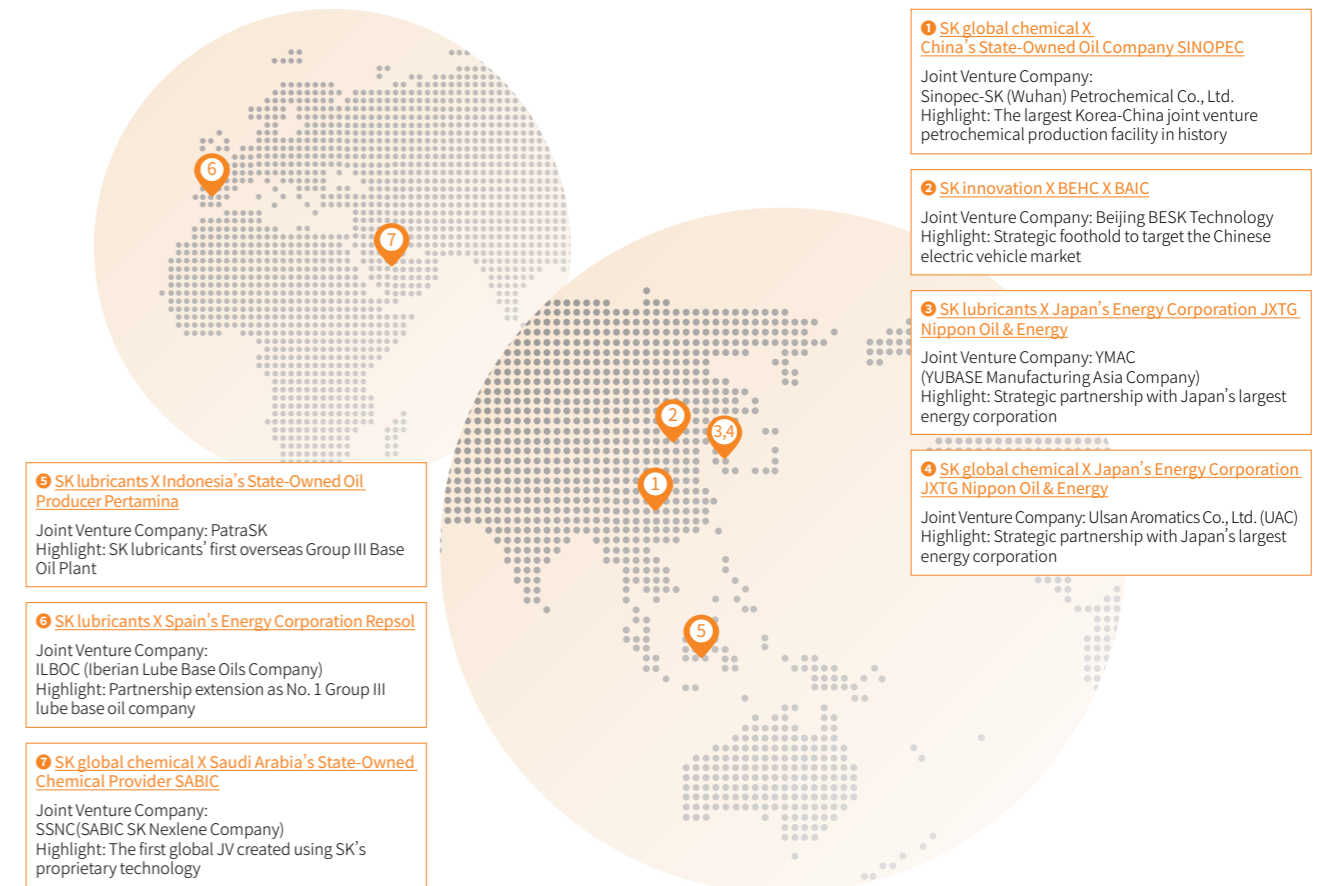 ❶ SK global chemical X
China's State-Owned Oil Company SINOPEC
Joint Venture Company:
Sinopec-SK (Wuhan) Petrochemical Co., Ltd.
Highlight: The largest Korea-China joint venture
petrochemical production facility in history
❷ SK innovation X BEHC X BAIC
Joint Venture Company: Beijing BESK Technology
Highlight: Strategic foothold to target the Chinese
electric vehicle market
❸ SK lubricants X Japan's Energy Corporation JXTG
Nippon Oil & Energy
Joint Venture Company: YMAC
(YUBASE Manufacturing Asia Company)
Highlight: Strategic partnership with Japan's largest
energy corporation
❹ SK global chemical X Japan's Energy Corporation
JXTG Nippon Oil & Energy
Joint Venture Company: Ulsan Aromatics Co., Ltd. (UAC)
Highlight: Strategic partnership with Japan's largest
energy corporation
❺ SK lubricants X Indonesia's State-Owned Oil
Producer Pertamina
Joint Venture Company: PatraSK
Highlight: SK lubricants' first overseas Group III Base
Oil Plant
❻ SK lubricants X Spain's Energy Corporation Repsol
Joint Venture Company:
ILBOC (Iberian Lube Base Oils Company)
Highlight: Partnership extension as No. 1 Group III
lube base oil company
❼ SK global chemical X Saudi Arabia's State-Owned
Chemical Provider SABIC
Joint Venture Company:
SSNC(SABIC SK Nexlene Company)
Highlight: The first global JV created using SK's
proprietary technology
6
7
2
3,4
1
5